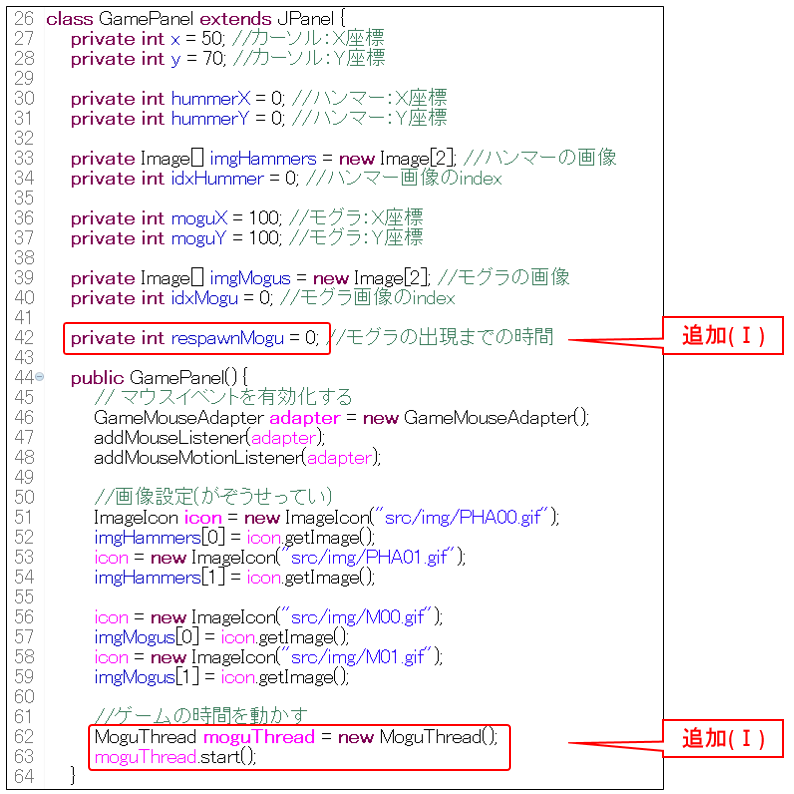 26 class GamePanel extends JPanel {
27 private int x = 50; //カーソル：X座標
28 private int y = 70; //カーソル：Y座標
29
30 private int hummerX = 0; //ハンマー：X座標
31 private int hummerY = 0; //ハンマー：Y座標
32
33 private Image[] imgHammers = new Image[2]; //ハンマーの画像
34 private int idxHummer = 0; //ハンマー画像のindex
35
36 private int moguX = 100; //モグラ：X座標
37 private int moguY = 100; //モグラ：Y座標
38
39 private Image[] imgMogus = new Image[2]; //モグラの画像
40 private int idxMogu = 0; //モグラ画像のindex
41
42 private int respawnMogu = 0; //モグラの出現までの時間 追加(Ⅰ)
43
44 public GamePanel() {
45 // マウスイベントを有効化する
46 GameMouseAdapter adapter = new GameMouseAdapter();
47 addMouseListener(adapter);
48 addMouseMotionListener(adapter);
49
50 //画像設定(がぞうせってい)
51 ImageIcon icon = new ImageIcon("src/img/PHA00.gif");
52 imgHammers[0] = icon.getImage();
53 icon = new ImageIcon("src/img/PHA01.gif");
54 imgHammers[1] = icon.getImage();
55
56 icon = new ImageIcon("src/img/M00.gif");
57 imgMogus[0] = icon.getImage();
58 icon = new ImageIcon("src/img/M01.gif");
59 imgMogus[1] = icon.getImage();
60
61 //ゲームの時間を動かす
62 MoguThread moguThread = new MoguThread(); 追加(Ⅰ)
63 moguThread.start();
64 }